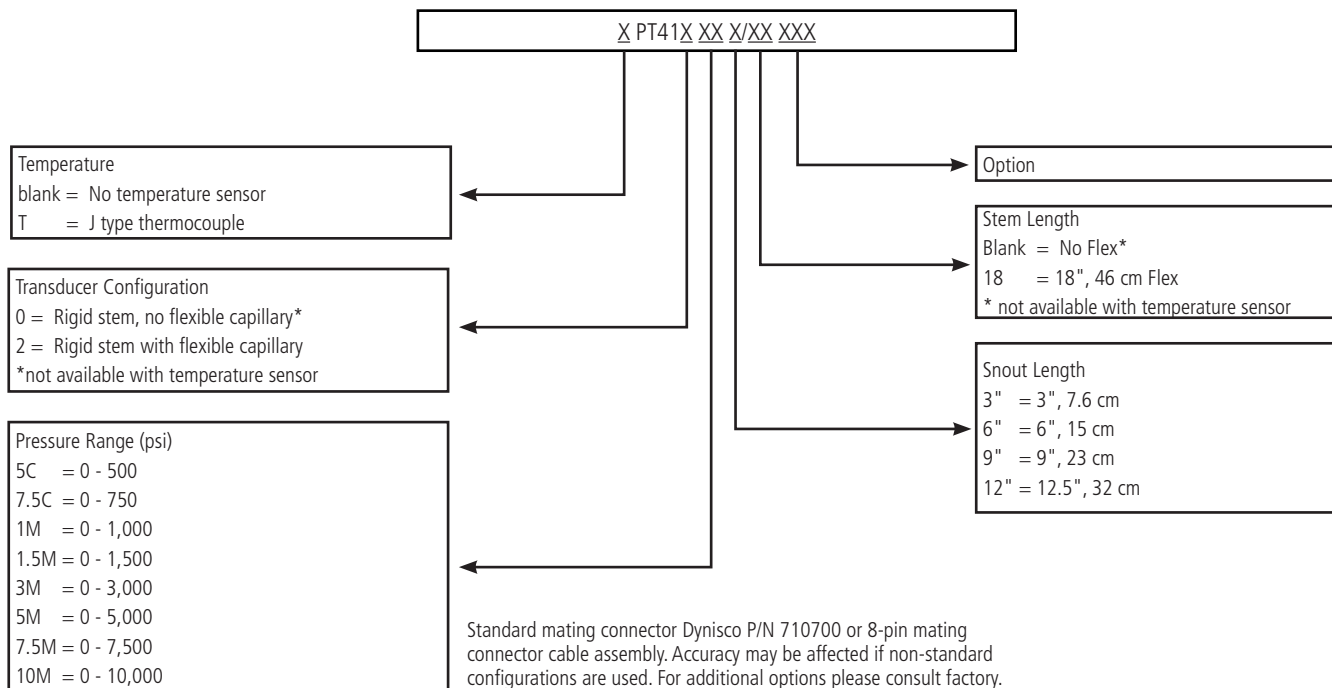 X PT41X XX X/XX XXX
Temperature
blank = No temperature sensor
T = J type thermocouple
Transducer Configuration
0 = Rigid stem, no flexible capillary*
2 = Rigid stem with flexible capillary
*not available with temperature sensor
Pressure Range (psi)
5C = 0 - 500
7.5C = 0 - 750
1M = 0 - 1,000
1.5M = 0 - 1,500
3M = 0 - 3,000
5M = 0 - 5,000
7.5M = 0 - 7,500
10M = 0 - 10,000
Option
Stem Length
Blank = No Flex*
18 = 18", 46 cm Flex
* not available with temperature sensor
Snout Length
3" = 3", 7.6 cm
6" = 6", 15 cm
9" = 9", 23 cm
12" = 12.5", 32 cm
Standard mating connector Dynisco P/N 710700 or 8-pin mating
connector cable assembly. Accuracy may be affected if non-standard
configurations are used. For additional options please consult factory.